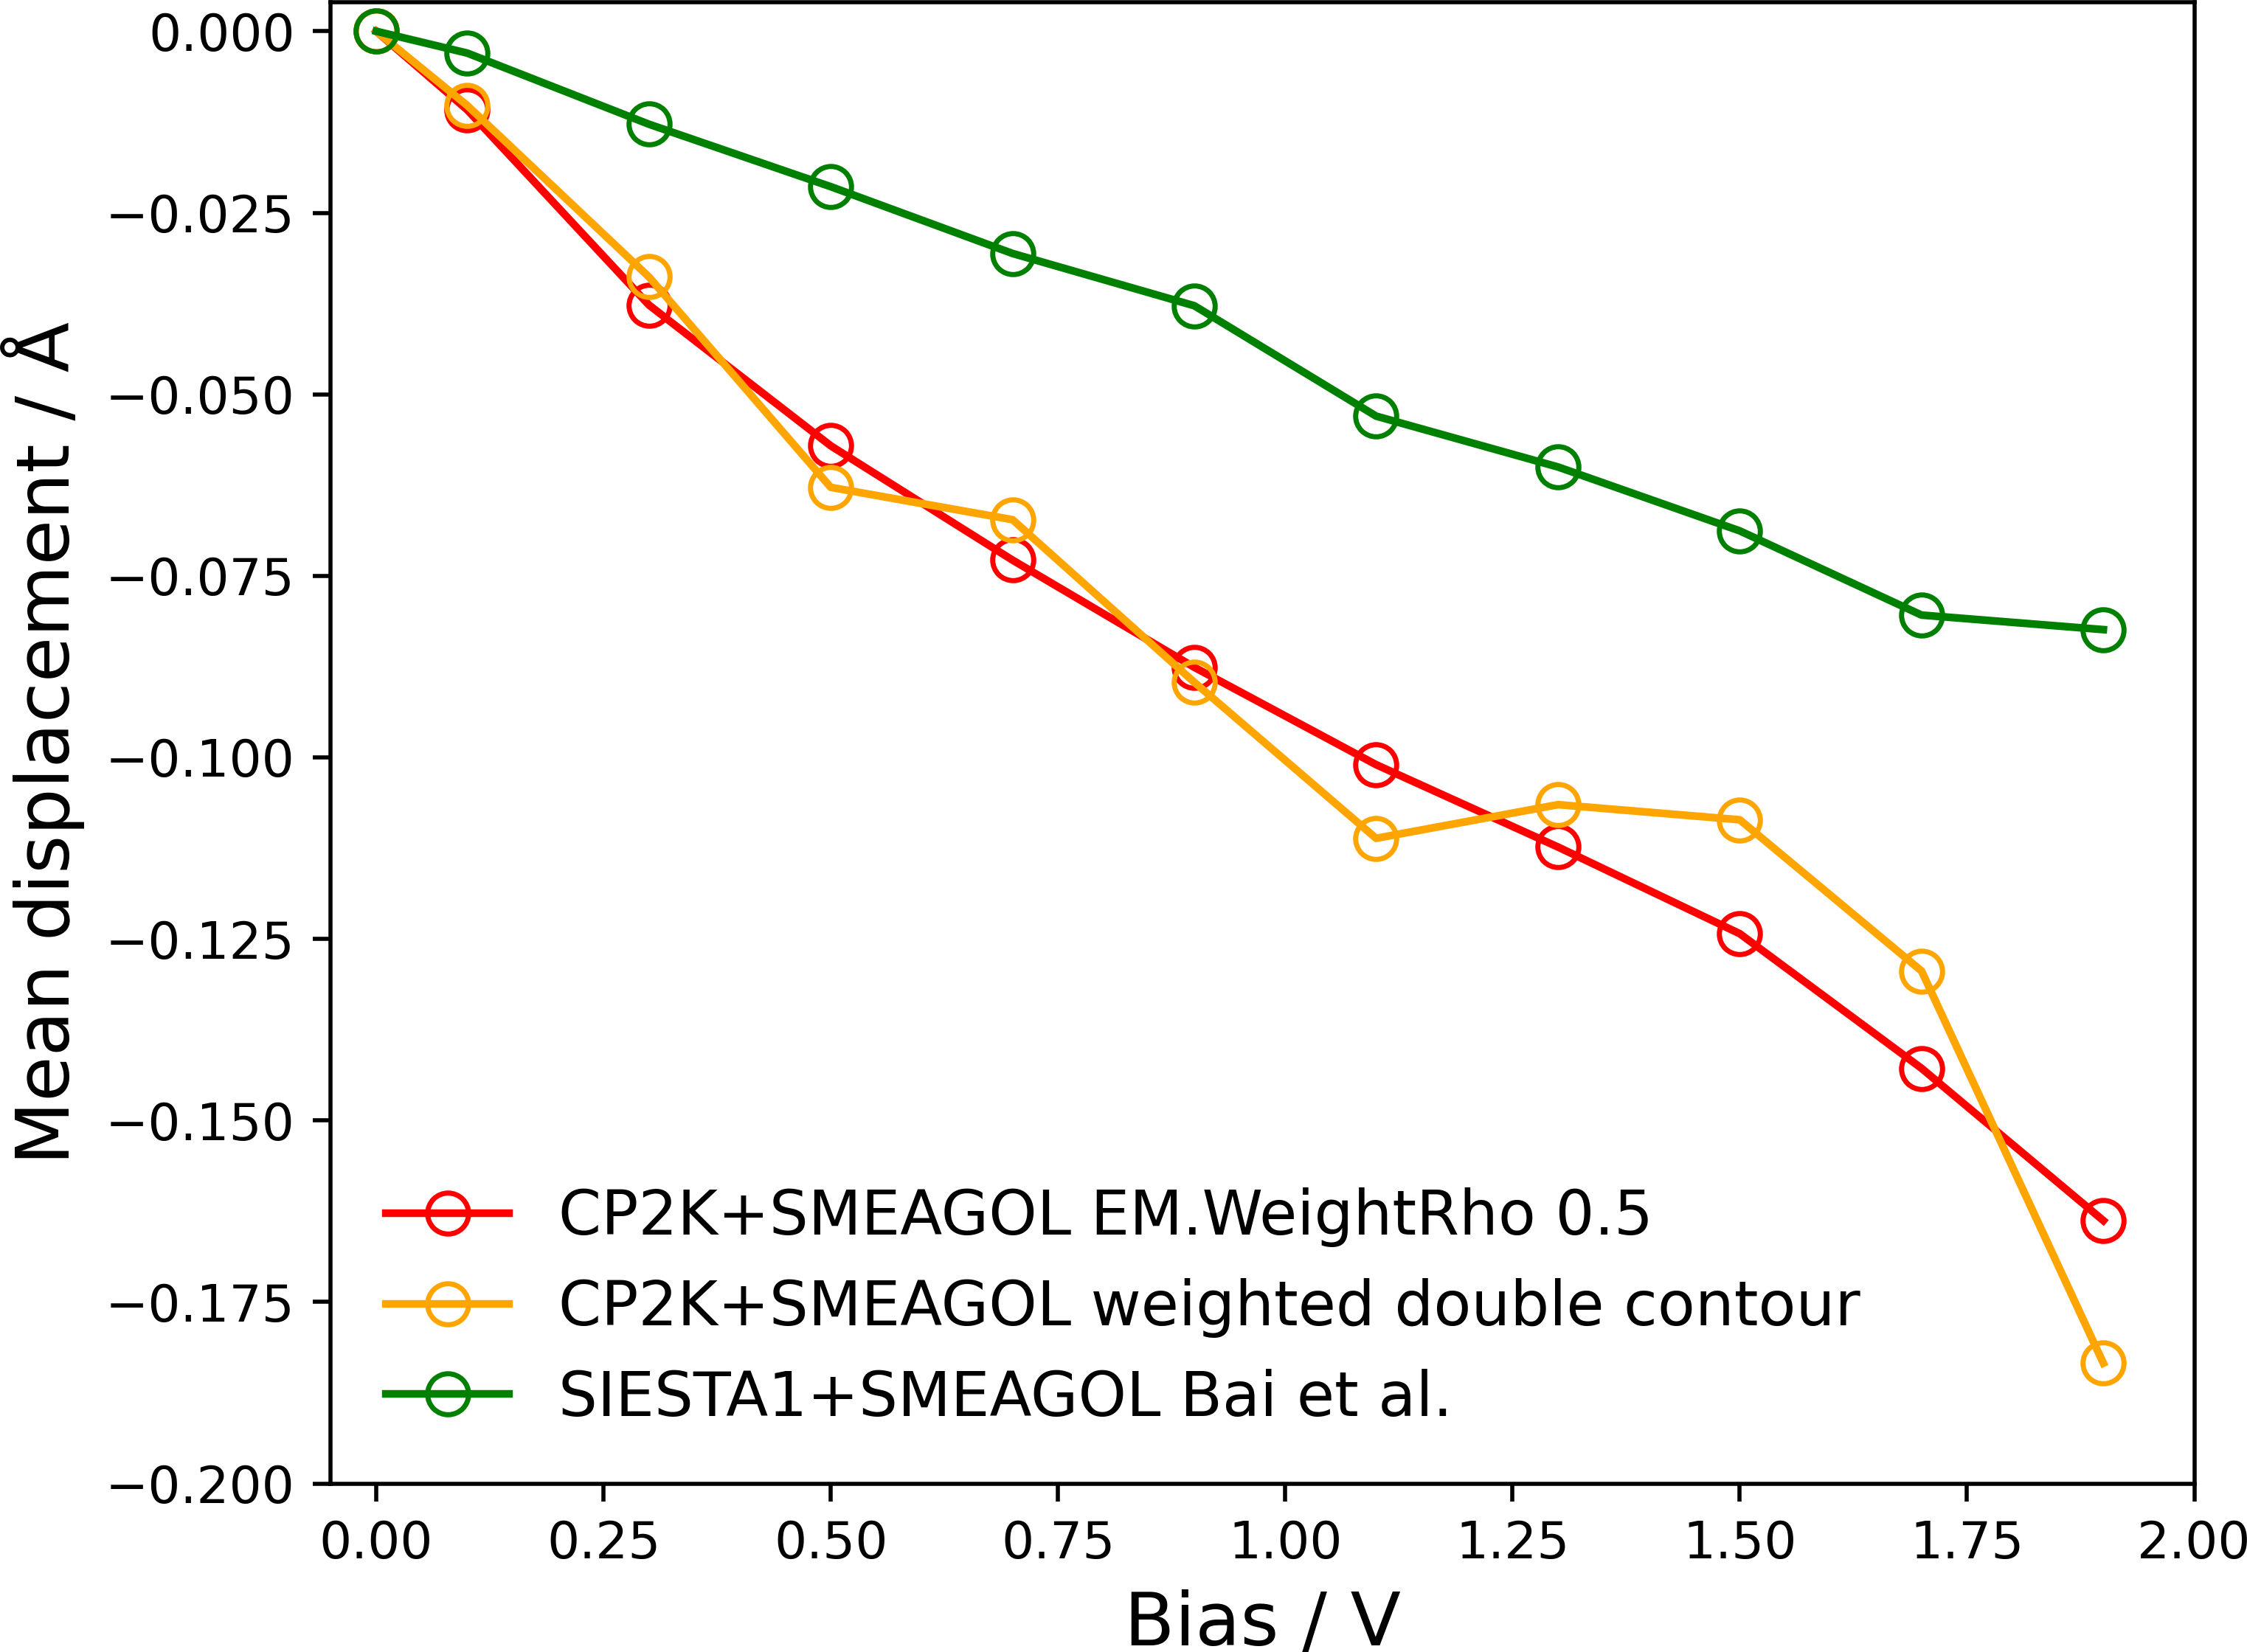 0.000
−0.025
−0.050
−0.075
−0.100
−0.125
−0.150
−0.175
−0.200
Mean displacement / Å
CP2K+SMEAGOL EM.WeightRho 0.5
CP2K+SMEAGOL weighted double contour
SIESTA1+SMEAGOL Bai et al.
0.00 0.25 0.50 0.75 1.00 1.25 1.50 1.75 2.00
Bias / V